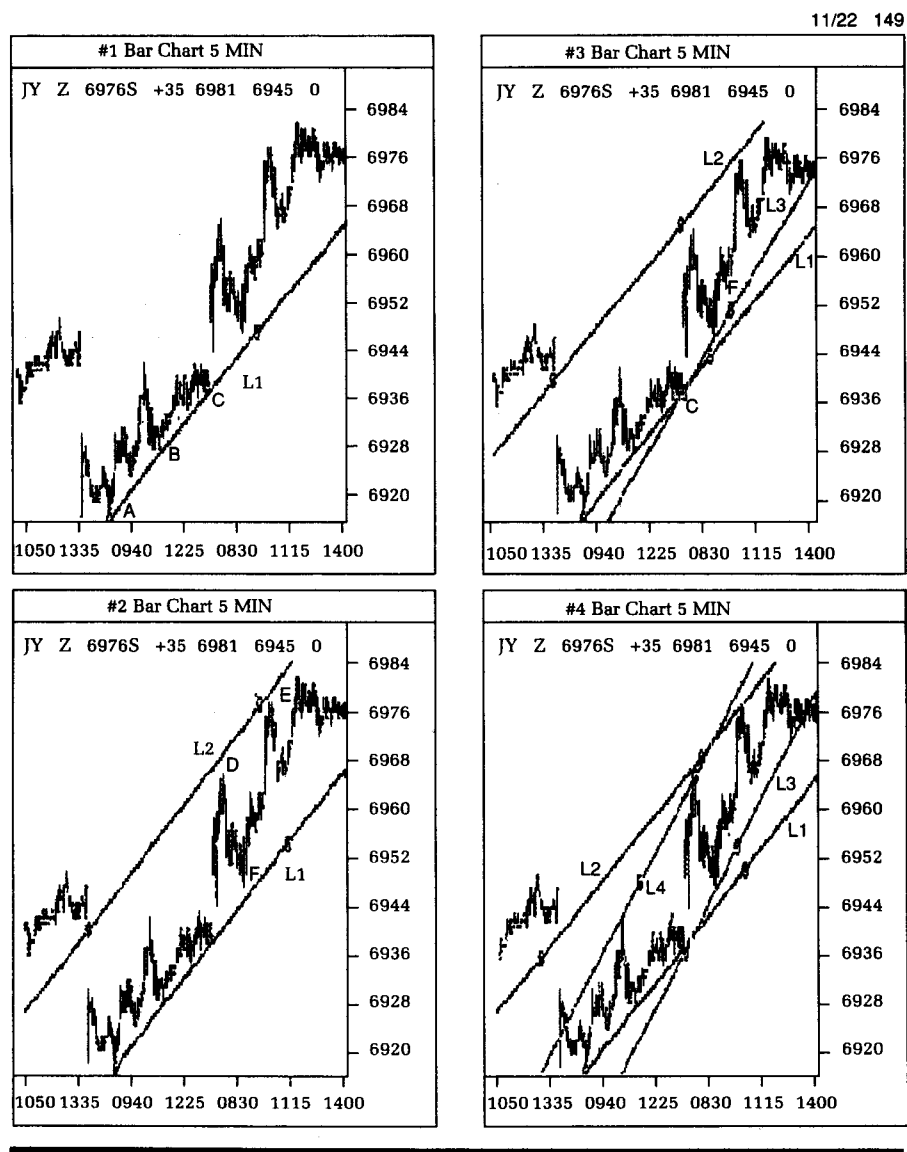 11/22 149
#1 Bar Chart 5 MIN
JY Z 6976S +35 6981 6945 0
6984
6976
6968
6960
6952
6944
6936
6928
6920
L1
C
B
A
1050 1335 0940 1225 0830 1115 1400
#3 Bar Chart 5 MIN
JY Z 6976S +35 6981 6945 0
6984
6976
6968
6960
6952
6944
6936
6928
6920
L2
L3
L1
F
C
1050 1335 0940 1225 0830 1115 1400
#2 Bar Chart 5 MIN
JY Z 6976S +35 6981 6945 0
6984
6976
6968
6960
6952
6944
6936
6928
6920
E
L2
D
F
L1
1050 1335 0940 1225 0830 1115 1400
#4 Bar Chart 5 MIN
JY Z 6976S +35 6981 6945 0
6984
6976
6968
6960
6952
6944
6936
6928
6920
L3
L1
L2
L4
1050 1335 0940 1225 0830 1115 1400